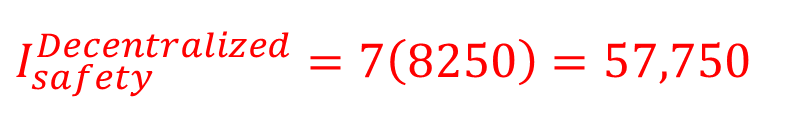 I_{safety}^{Decentralized} = 7(8250) = 57,750